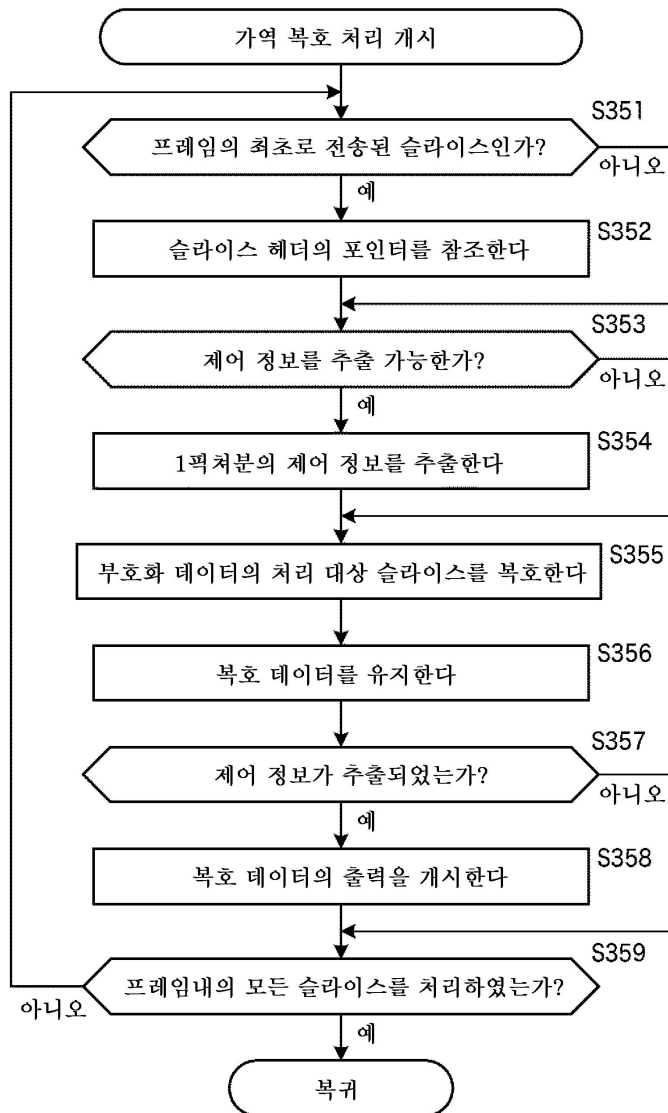 가역 복호 처리 개시
S351
프레임의 최초로 전송된 슬라이스인가?
아니오
예
S352
슬라이스 헤더의 포인터를 참조한다
S353
제어 정보를 추출 가능한가?
아니오
예
S354
1픽쳐분의 제어 정보를 추출한다
S355
부호화 데이터의 처리 대상 슬라이스를 복호한다
S356
복호 데이터를 유지한다
S357
제어 정보가 추출되었는가?
아니오
예
S358
복호 데이터의 출력을 개시한다
S359
프레임내의 모든 슬라이스를 처리하였는가?
아니오
예
복귀